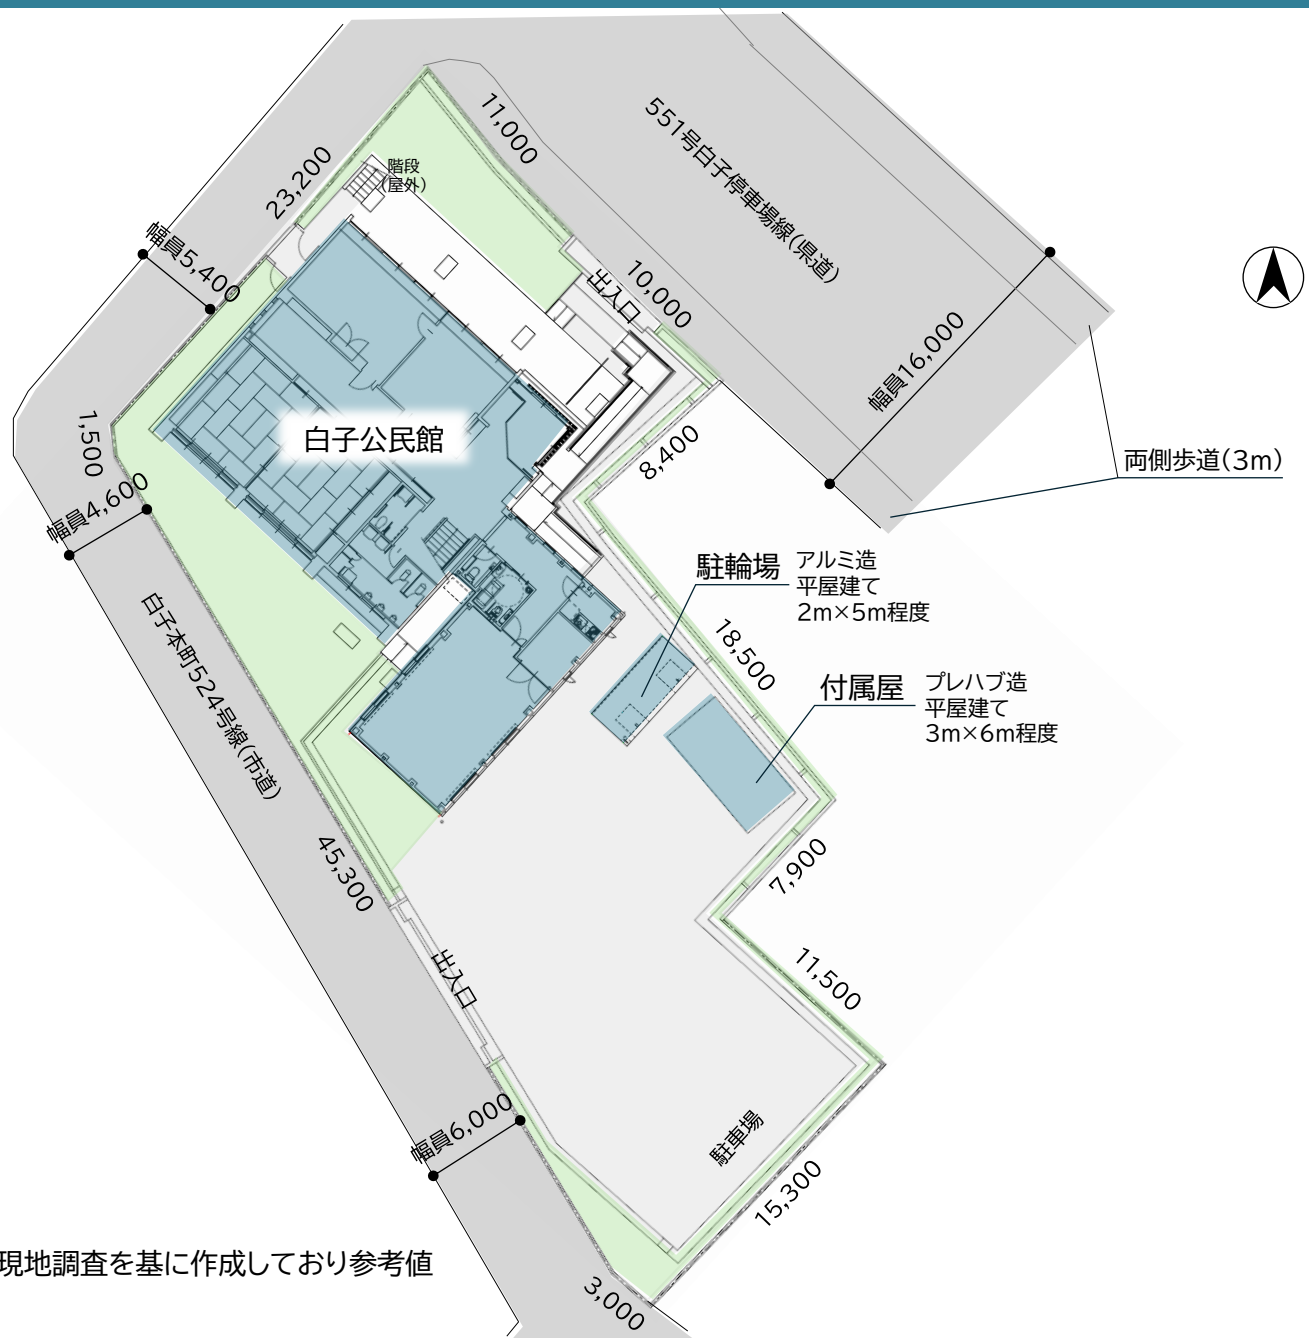 11,000
551号白子停車場線(県道)
階段
(屋外)
23,200
幅員5,400
出入口
10,000
幅員16,000
1,500
白子公民館
8,400
両側歩道(3m)
幅員4,600
駐輪場
アルミ造
平屋建て
2m×5m程度
白子本町524号線(市道)
18,500
付属屋
プレハブ造
平屋建て
3m×6m程度
45,300
7,900
出入口
11,500
幅員6,000
駐車場
15,300
現地調査を基に作成しており参考値
3,000